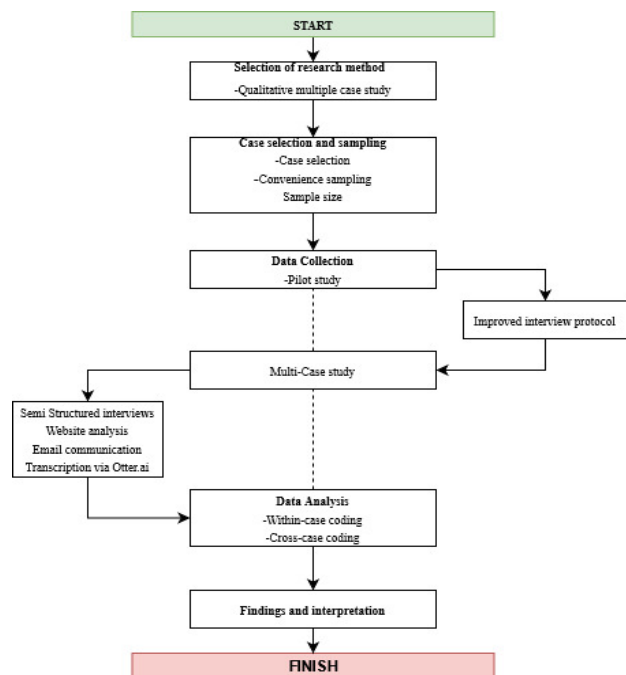 START
Selection of research method
-Qualitative multiple case study
Case selection and sampling
-Case selection
-Convenience sampling
Sample size
Data Collection
-Pilot study
Improved interview protocol
Multi-Case study
Semi Structured interviews
Website analysis
Email communication
Transcription via Otter.ai
Data Analysis
-Within-case coding
-Cross-case coding
Findings and interpretation
FINISH